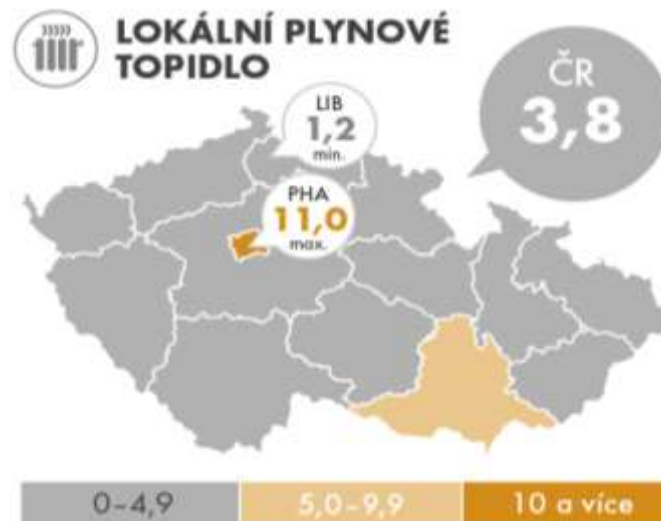 LOKÁLNÍ PLYNOVÉ
TOPIDLO
ČR
3,8
LIB
1,2
min.
PHA
11,0
max.
0–4,9
5,0–9,9
10 a více